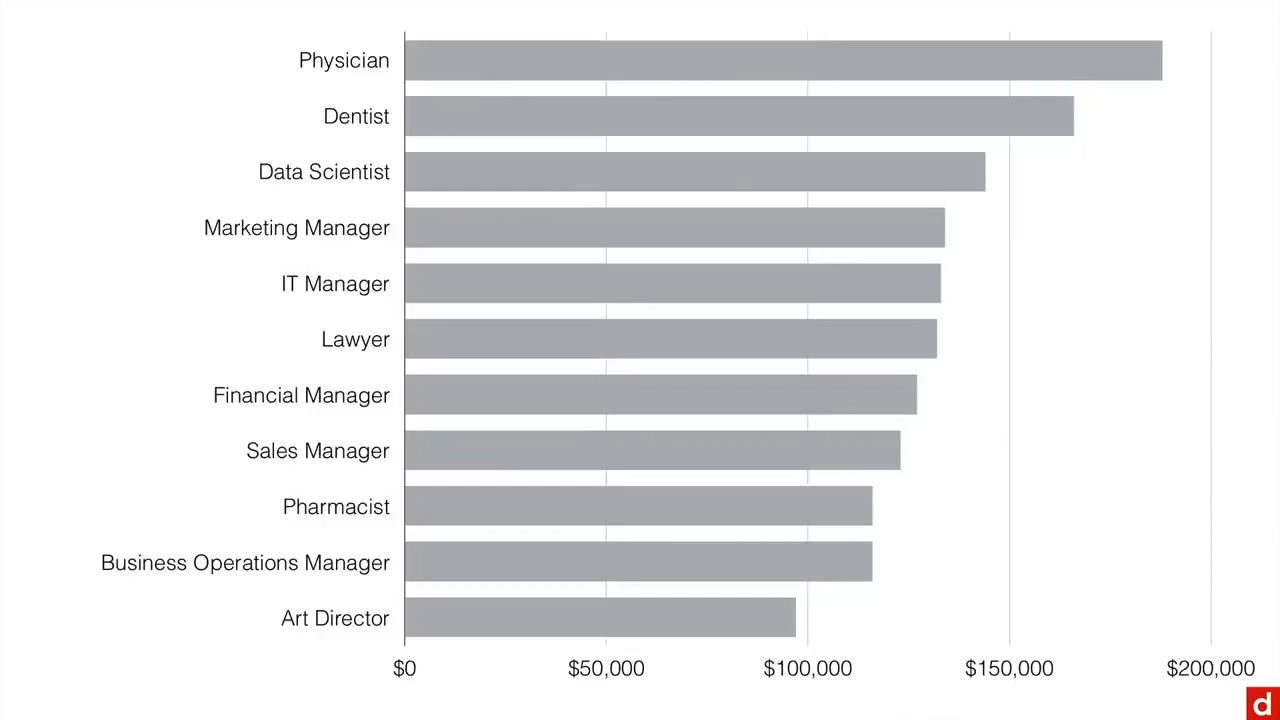 Physician
Dentist
Data Scientist
Marketing Manager
IT Manager
Lawyer
Financial Manager
Sales Manager
Pharmacist
Business Operations Manager
Art Director
$0 $50,000 $100,000 $150,000 $200,000
d